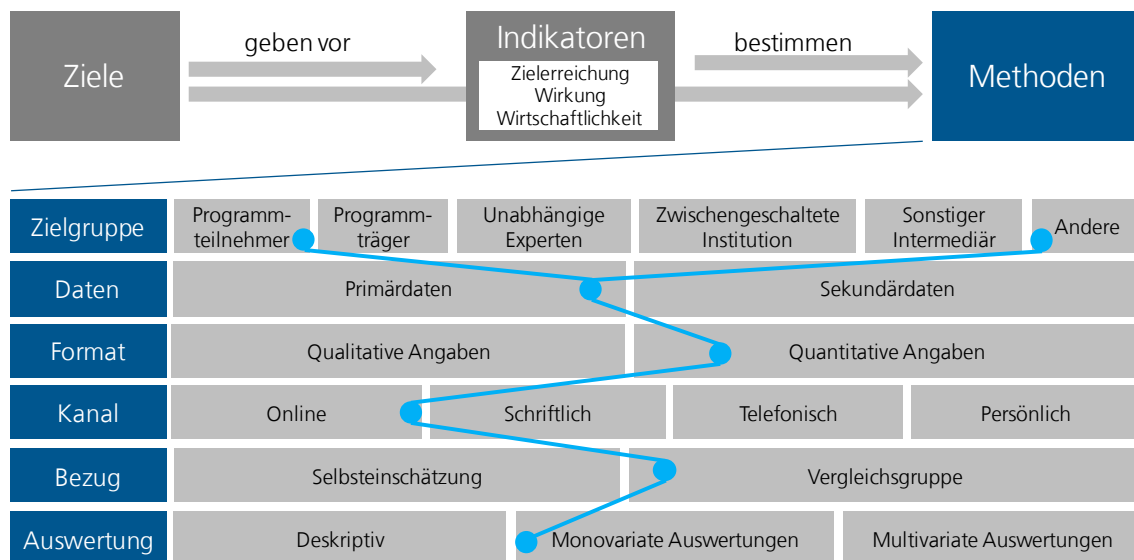 Ziele
geben vor
Indikatoren
Zielerreichung
Wirkung
Wirtschaftlichkeit
bestimmen
Methoden
Zielgruppe
Programm-
teilnehmer
Programm-
träger
Unabhängige
Experten
Zwischengeschaltete
Institution
Sonstiger
Intermediär
Andere
Daten
Primärdaten
Sekundärdaten
Format
Qualitative Angaben
Quantitative Angaben
Kanal
Online
Schriftlich
Telefonisch
Persönlich
Bezug
Selbsteinschätzung
Vergleichsgruppe
Auswertung
Deskriptiv
Monovariate Auswertungen
Multivariate Auswertungen